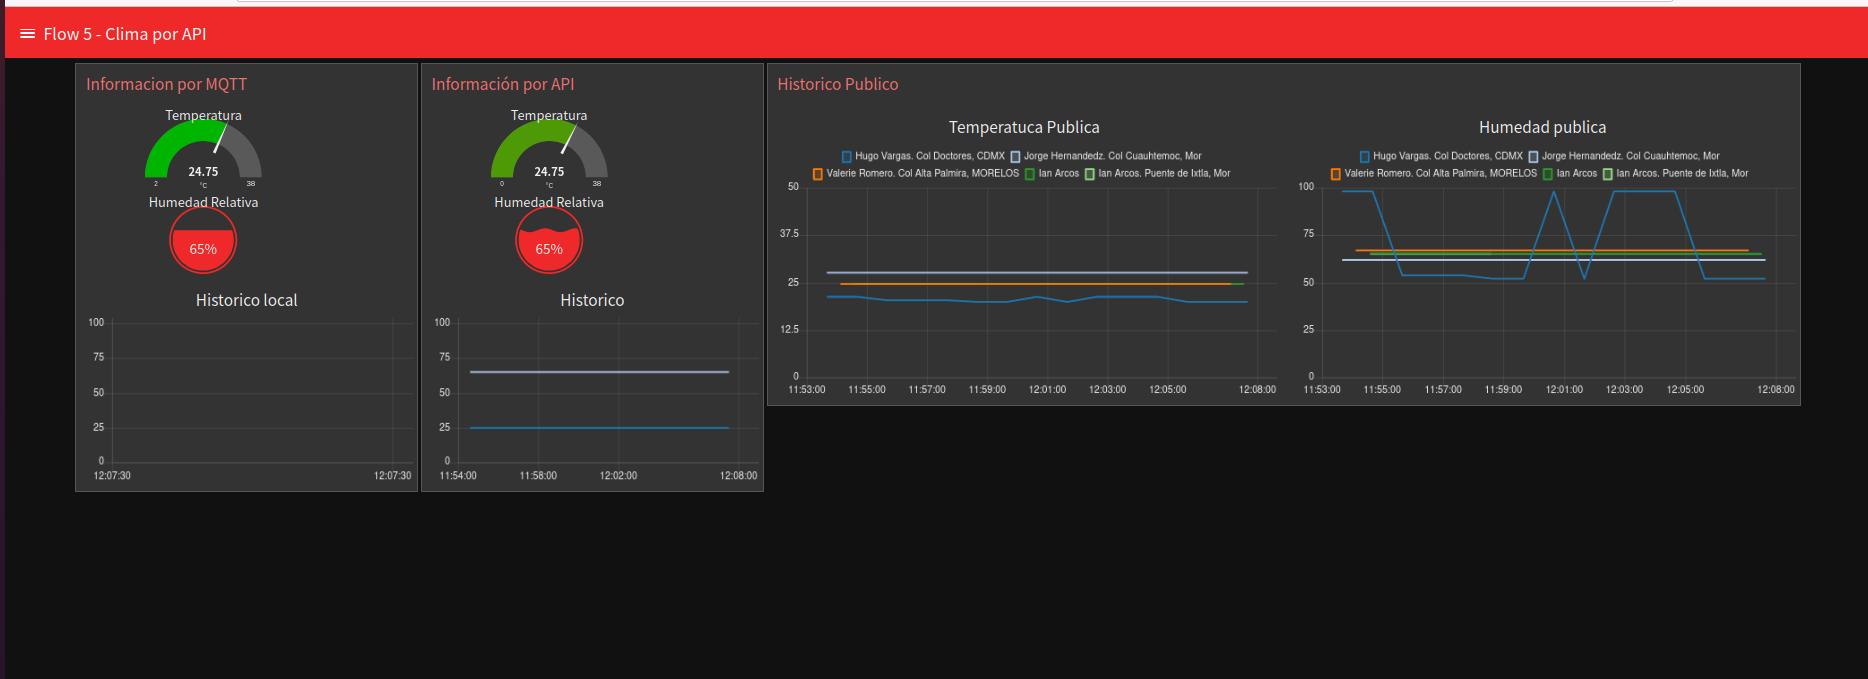 Flow 5 - Clima por API
Informacion por MQTT
Temperatura
24.75
2 °C 38
Humedad Relativa
65%
Historico local
100
75
50
25
0
12:07:30 12:07:30
Información por API
Temperatura
24.75
0 °C 38
Humedad Relativa
65%
Historico
100
75
50
25
0
11:54:00 11:58:00 12:02:00 12:08:00
Historico Publico
Temperatuca Publica
Hugo Vargas. Col Doctores, CDMX Jorge Hernandedz. Col Cuauhtemoc, Mor
Valerie Romero. Col Alta Palmira, MORELOS Ian Arcos Ian Arcos. Puente de Ixtla, Mor
50
37.5
25
12.5
0
11:53:00 11:55:00 11:57:00 11:59:00 12:01:00 12:03:00 12:05:00 12:08:00
Humedad publica
Hugo Vargas. Col Doctores, CDMX Jorge Hernandedz. Col Cuauhtemoc, Mor
Valerie Romero. Col Alta Palmira, MORELOS Ian Arcos Ian Arcos. Puente de Ixtla, Mor
100
75
50
25
0
11:53:00 11:55:00 11:57:00 11:59:00 12:01:00 12:03:00 12:05:00 12:08:00